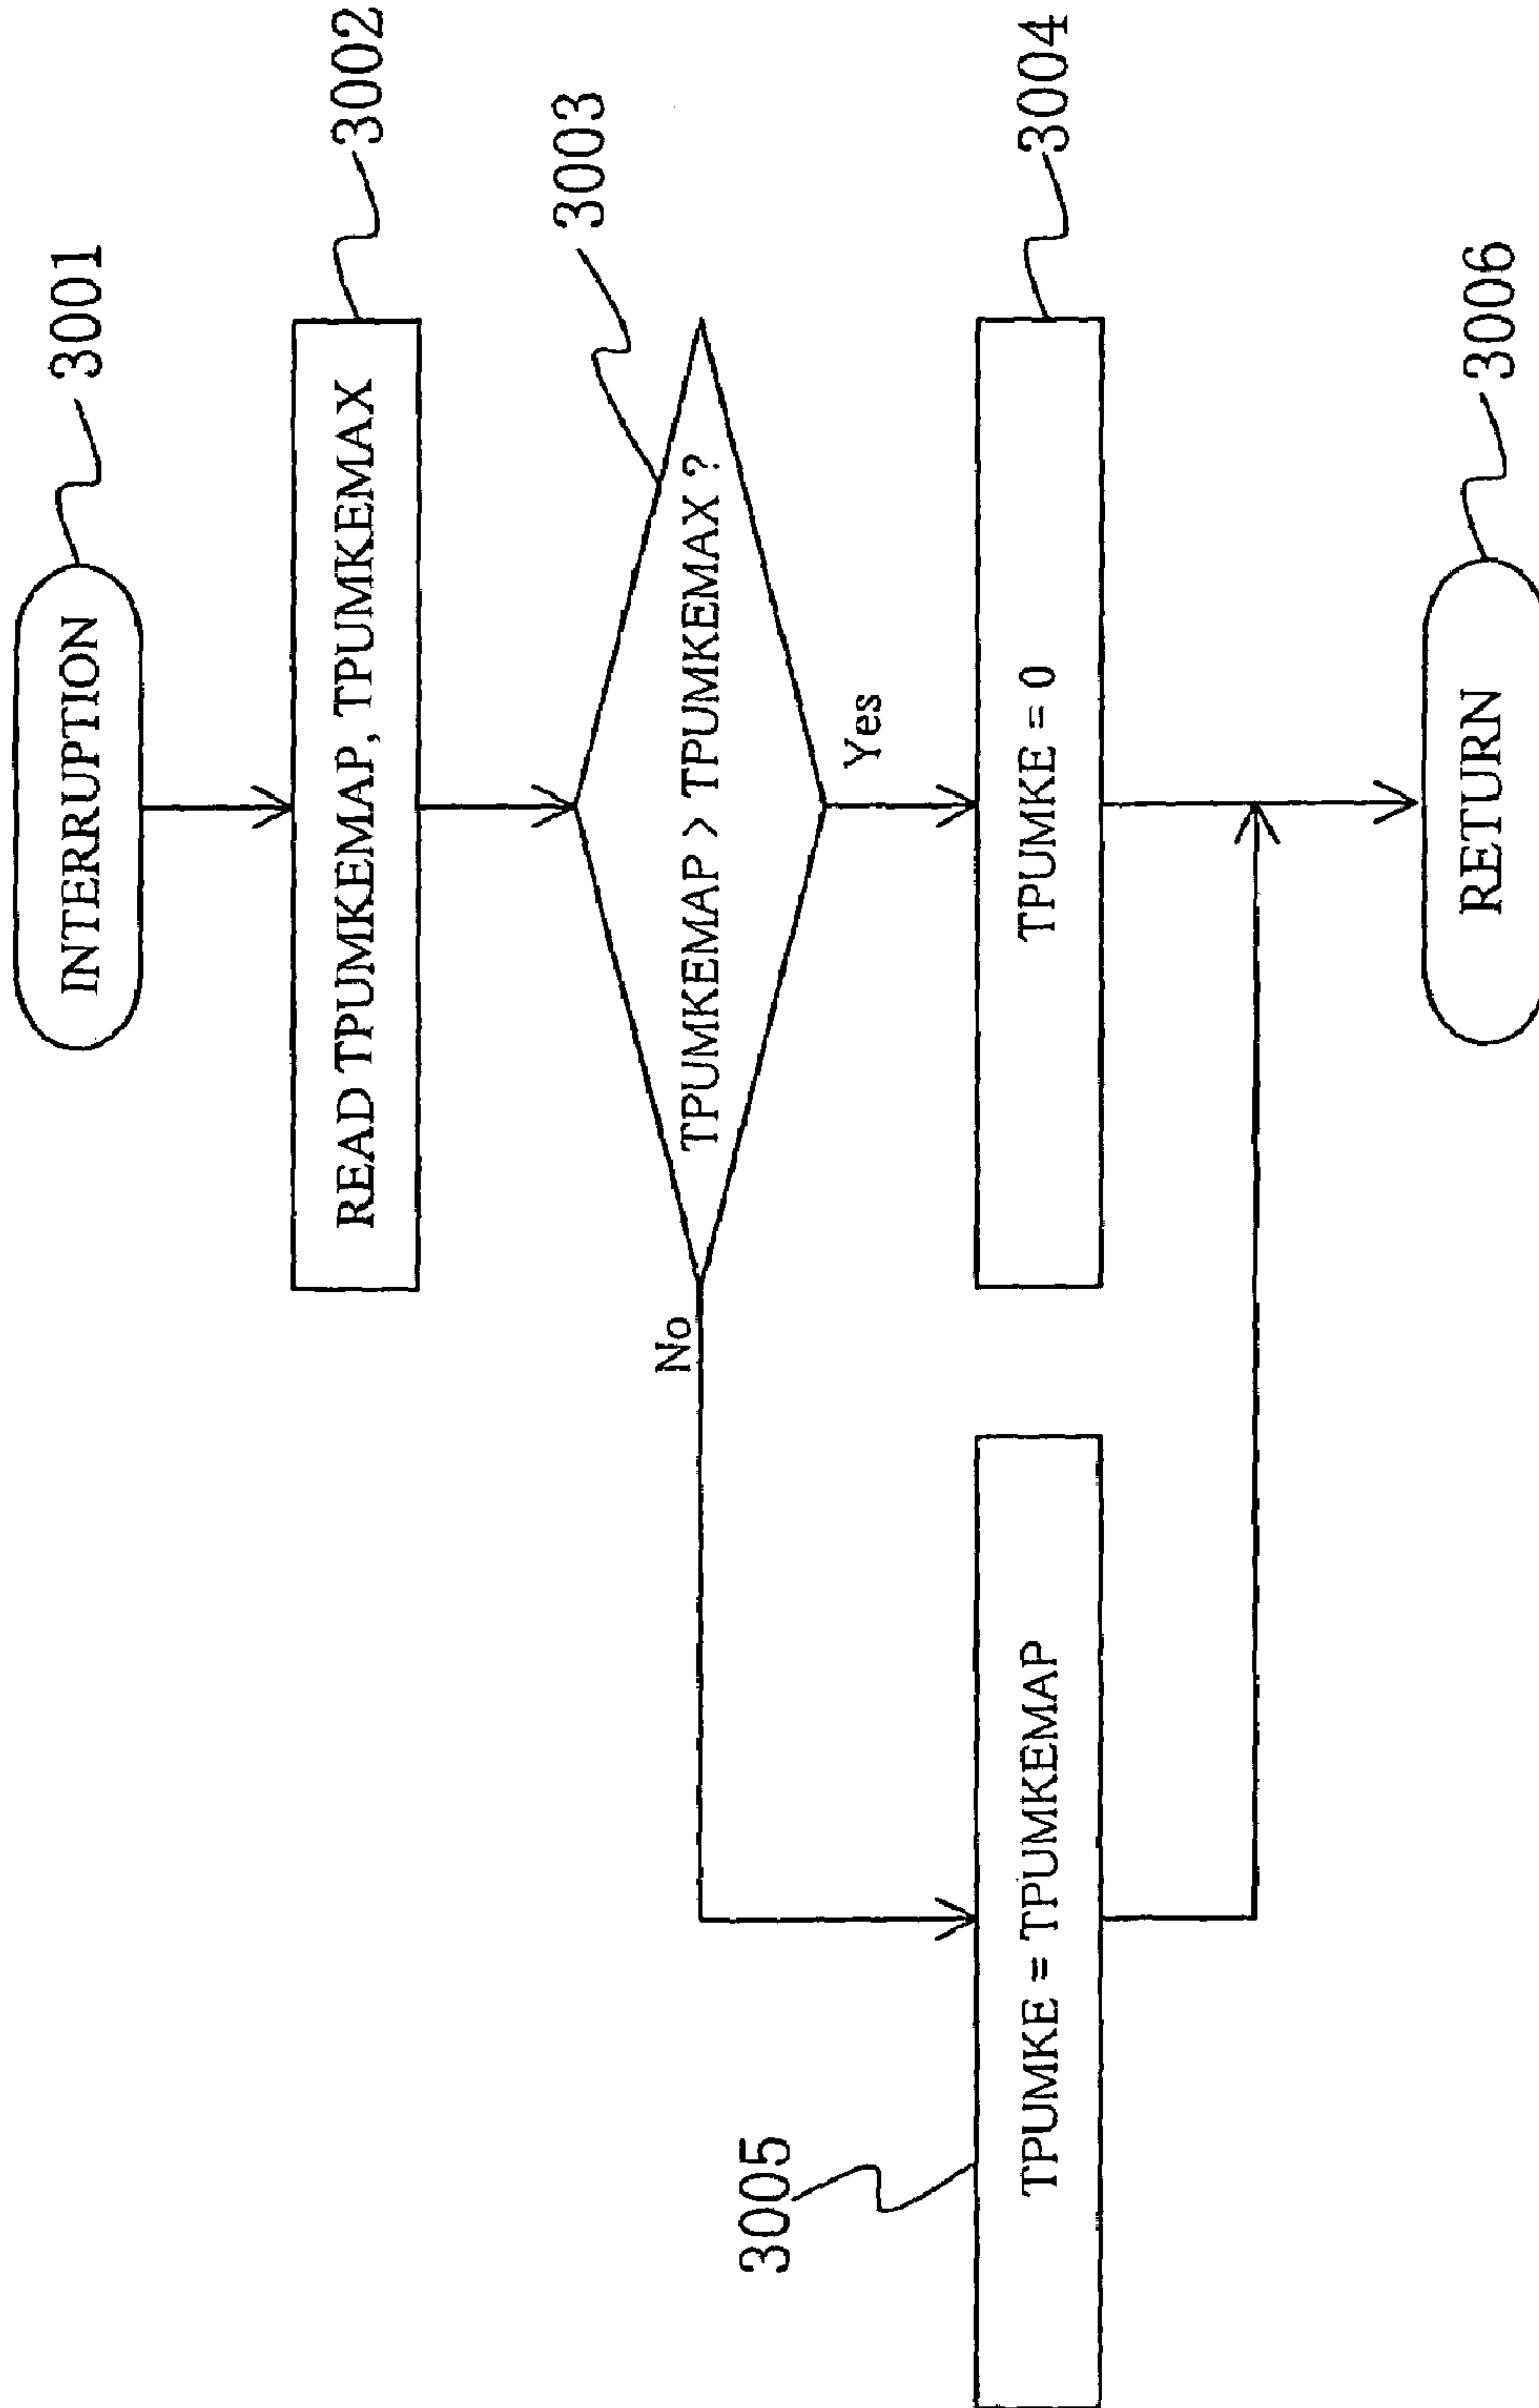 INTERRUPTION
3001
READ TPUMKEMAP, TPUMKEMAX
3002
TPUMKEMAP > TPUMKEMAX ?
3003
No
Yes
3005
TPUMKE = TPUMKEMAP
TPUMKE = 0
3004
RETURN
3006